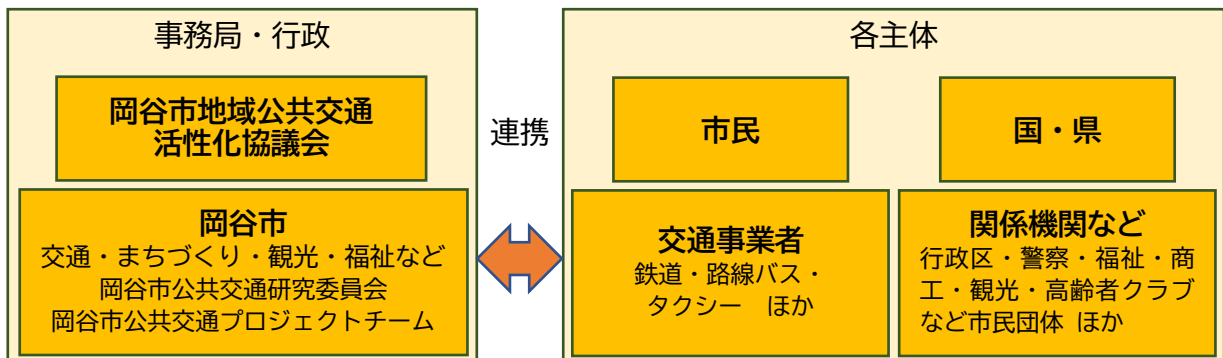 事務局・行政
岡谷市地域公共交通
活性化協議会
岡谷市
交通・まちづくり・観光・福祉など
岡谷市公共交通研究委員会
岡谷市公共交通プロジェクトチーム
連携
各主体
市民
国・県
交通事業者
鉄道・路線バス・
タクシー　ほか
関係機関など
行政区・警察・福祉・商
工・観光・高齢者クラブ
など市民団体 ほか